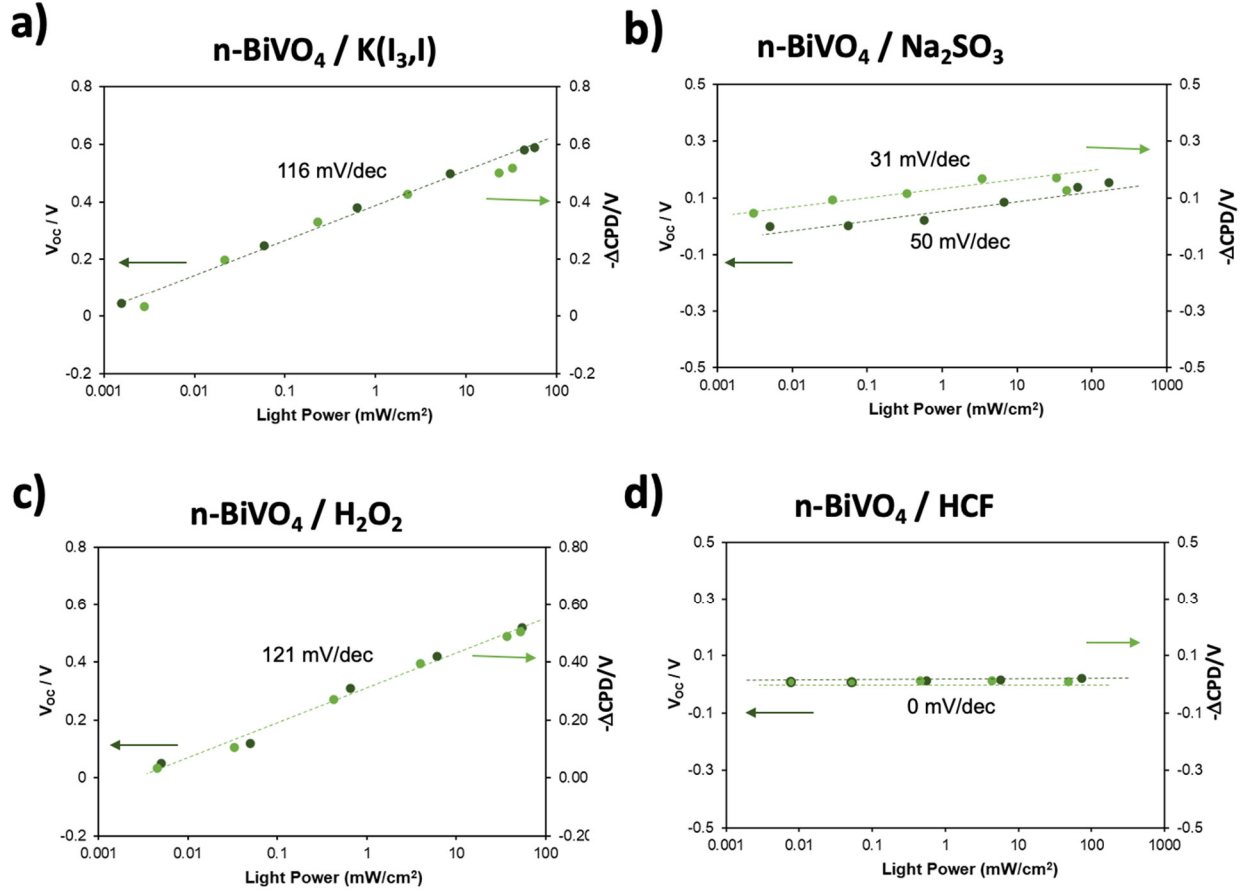 a)
n-BiVO₄ / K(I₃,I)
0.8
0.6
0.4
0.2
0
-0.2
V_OC / V
116 mV/dec
0.8
0.6
0.4
0.2
0
-0.2
-ΔCPD/V
0.001 0.01 0.1 1 10 100
Light Power (mW/cm²)
b)
n-BiVO₄ / Na₂SO₃
0.5
0.3
0.1
-0.1
-0.3
-0.5
V_OC / V
31 mV/dec
50 mV/dec
0.5
0.3
0.1
-0.1
-0.3
-0.5
-ΔCPD/V
0.001 0.01 0.1 1 10 100 1000
Light Power (mW/cm²)
c)
n-BiVO₄ / H₂O₂
0.8
0.6
0.4
0.2
0
-0.2
V_OC / V
121 mV/dec
0.80
0.60
0.40
0.20
0.00
-0.20
-ΔCPD/V
0.001 0.01 0.1 1 10 100
Light Power (mW/cm²)
d)
n-BiVO₄ / HCF
0.5
0.3
0.1
-0.1
-0.3
-0.5
V_OC / V
0 mV/dec
0.5
0.3
0.1
-0.1
-0.3
-0.5
-ΔCPD/V
0.001 0.01 0.1 1 10 100 1000
Light Power (mW/cm²)